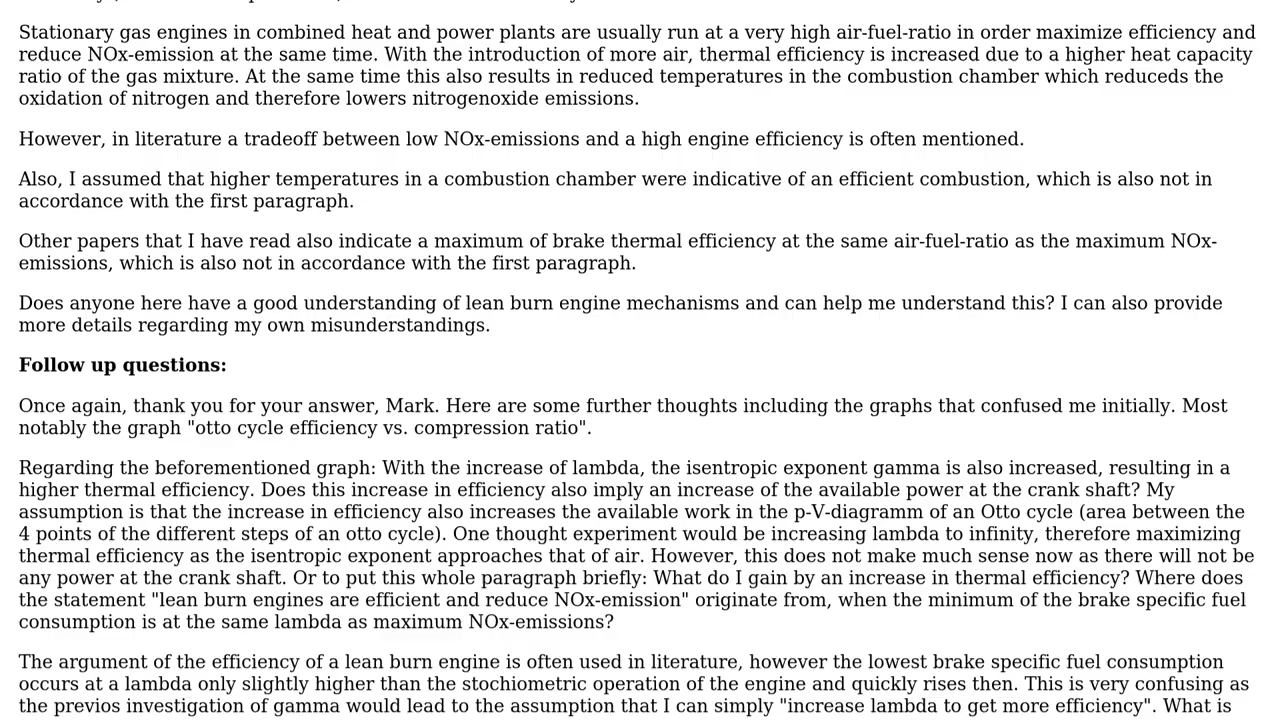 Stationary gas engines in combined heat and power plants are usually run at a very high air-fuel-ratio in order maximize efficiency and
reduce NOx-emission at the same time. With the introduction of more air, thermal efficiency is increased due to a higher heat capacity
ratio of the gas mixture. At the same time this also results in reduced temperatures in the combustion chamber which reduceds the
oxidation of nitrogen and therefore lowers nitrogenoxide emissions.
However, in literature a tradeoff between low NOx-emissions and a high engine efficiency is often mentioned.
Also, I assumed that higher temperatures in a combustion chamber were indicative of an efficient combustion, which is also not in
accordance with the first paragraph.
Other papers that I have read also indicate a maximum of brake thermal efficiency at the same air-fuel-ratio as the maximum NOx-
emissions, which is also not in accordance with the first paragraph.
Does anyone here have a good understanding of lean burn engine mechanisms and can help me understand this? I can also provide
more details regarding my own misunderstandings.
Follow up questions:
Once again, thank you for your answer, Mark. Here are some further thoughts including the graphs that confused me initially. Most
notably the graph "otto cycle efficiency vs. compression ratio".
Regarding the beforementioned graph: With the increase of lambda, the isentropic exponent gamma is also increased, resulting in a
higher thermal efficiency. Does this increase in efficiency also imply an increase of the available power at the crank shaft? My
assumption is that the increase in efficiency also increases the available work in the p-V-diagramm of an Otto cycle (area between the
4 points of the different steps of an otto cycle). One thought experiment would be increasing lambda to infinity, therefore maximizing
thermal efficiency as the isentropic exponent approaches that of air. However, this does not make much sense now as there will not be
any power at the crank shaft. Or to put this whole paragraph briefly: What do I gain by an increase in thermal efficiency? Where does
the statement "lean burn engines are efficient and reduce NOx-emission" originate from, when the minimum of the brake specific fuel
consumption is at the same lambda as maximum NOx-emissions?
The argument of the efficiency of a lean burn engine is often used in literature, however the lowest brake specific fuel consumption
occurs at a lambda only slightly higher than the stochiometric operation of the engine and quickly rises then. This is very confusing as
the previos investigation of gamma would lead to the assumption that I can simply "increase lambda to get more efficiency". What is